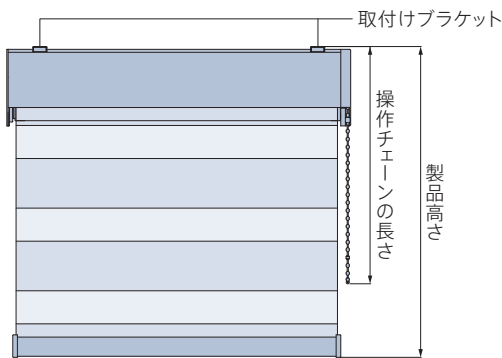 取付けブラケット
操作チェーンの長さ
製品高さ